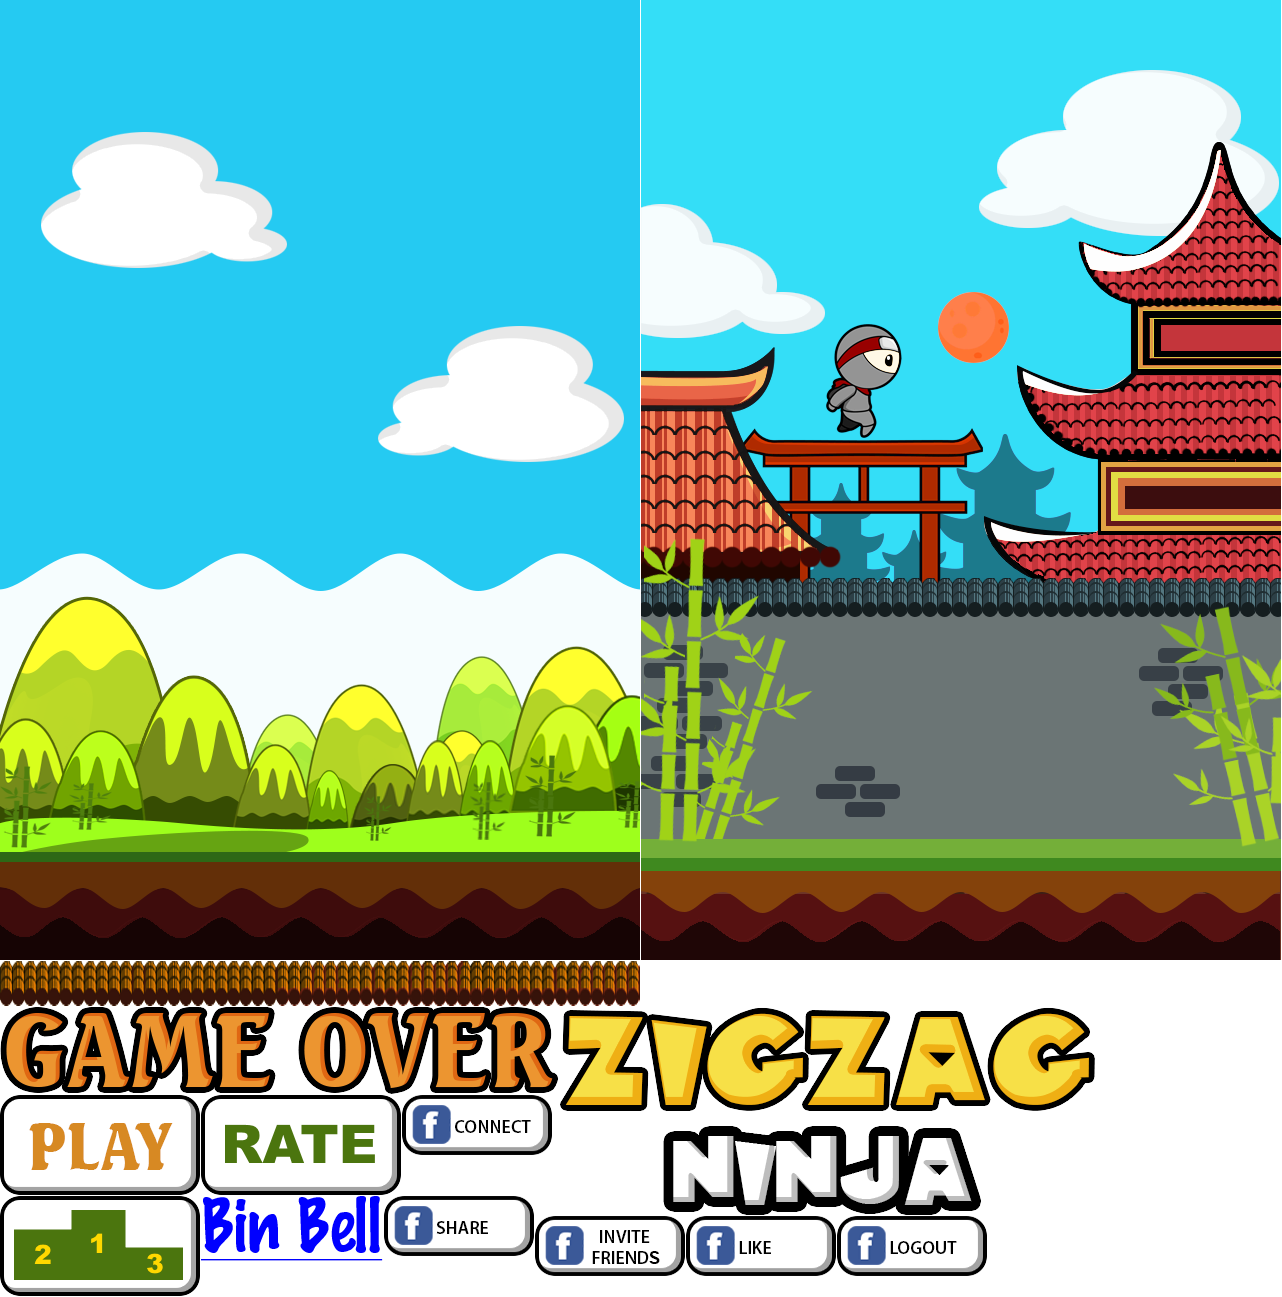 GAME OVER
ZIGZAG
NINJA
PLAY
RATE
f CONNECT
2 1 3
Bin Bell
f SHARE
f INVITE
FRIENDS
f LIKE
f LOGOUT